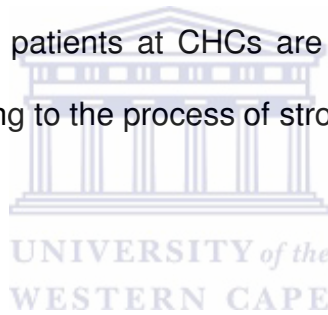 patients at CHCs are
ng to the process of stro
UNIVERSITY of the
WESTERN CAPE